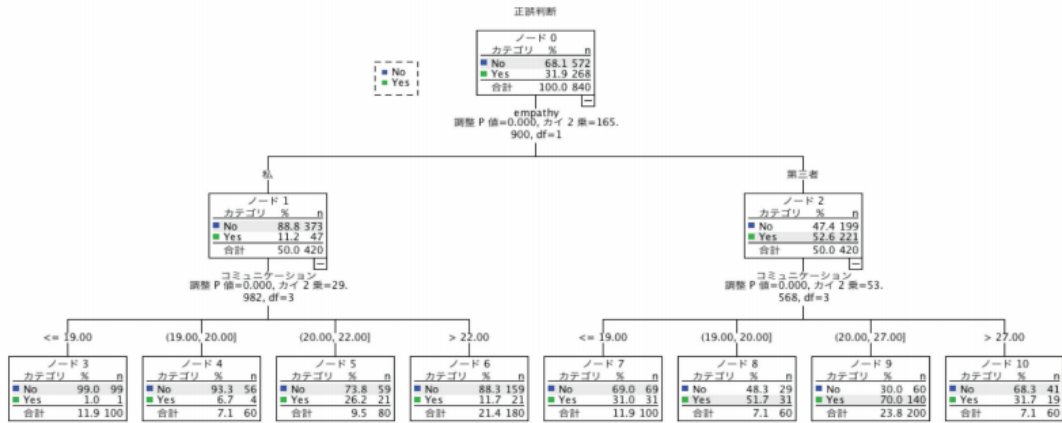 正誤判断
ノード 0
カテゴリ % n
No 68.1 572
Yes 31.9 268
合計 100.0 840
No
Yes
empathy
調整 P 値=0.000, カイ 2 乗=165.
900, df=1
私
第三者
ノード 1
カテゴリ % n
No 88.8 373
Yes 11.2 47
合計 50.0 420
ノード 2
カテゴリ % n
No 47.4 199
Yes 52.6 221
合計 50.0 420
コミュニケーション
調整 P 値=0.000, カイ 2 乗=29.
982, df=3
コミュニケーション
調整 P 値=0.000, カイ 2 乗=53.
568, df=3
<= 19.00
(19.00, 20.00]
(20.00, 22.00]
> 22.00
<= 19.00
(19.00, 20.00]
(20.00, 27.00]
> 27.00
ノード 3
カテゴリ % n
No 99.0 99
Yes 1.0 1
合計 11.9 100
ノード 4
カテゴリ % n
No 93.3 56
Yes 6.7 4
合計 7.1 60
ノード 5
カテゴリ % n
No 73.8 59
Yes 26.2 21
合計 9.5 80
ノード 6
カテゴリ % n
No 88.3 159
Yes 11.7 21
合計 21.4 180
ノード 7
カテゴリ % n
No 69.0 69
Yes 31.0 31
合計 11.9 100
ノード 8
カテゴリ % n
No 48.3 29
Yes 51.7 31
合計 7.1 60
ノード 9
カテゴリ % n
No 30.0 60
Yes 70.0 140
合計 23.8 200
ノード 10
カテゴリ % n
No 68.3 41
Yes 31.7 19
合計 7.1 60